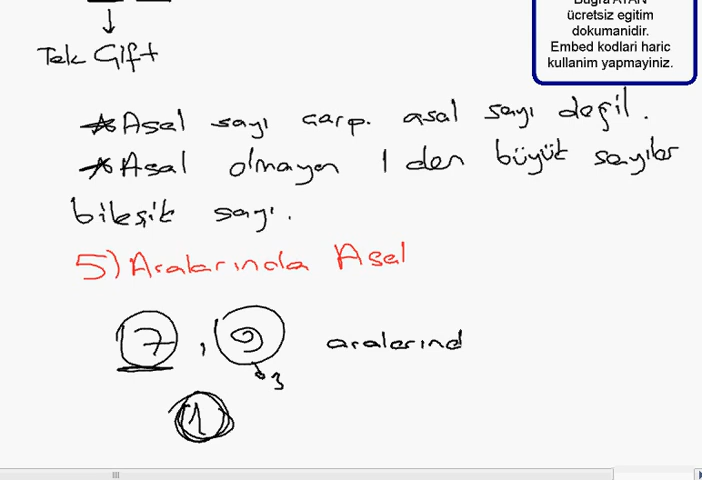 Buğra AYAN
ücretsiz egitim
dokumanidir.
Embed kodlari haric
kullanim yapmayiniz.
Tek Çift
* Asal sayı çarp. asal sayı değil.
* Asal olmayan 1 den büyük sayılar
bileşik sayı.
5) Aralarında Asal
7, 9 aralarınd
3
1